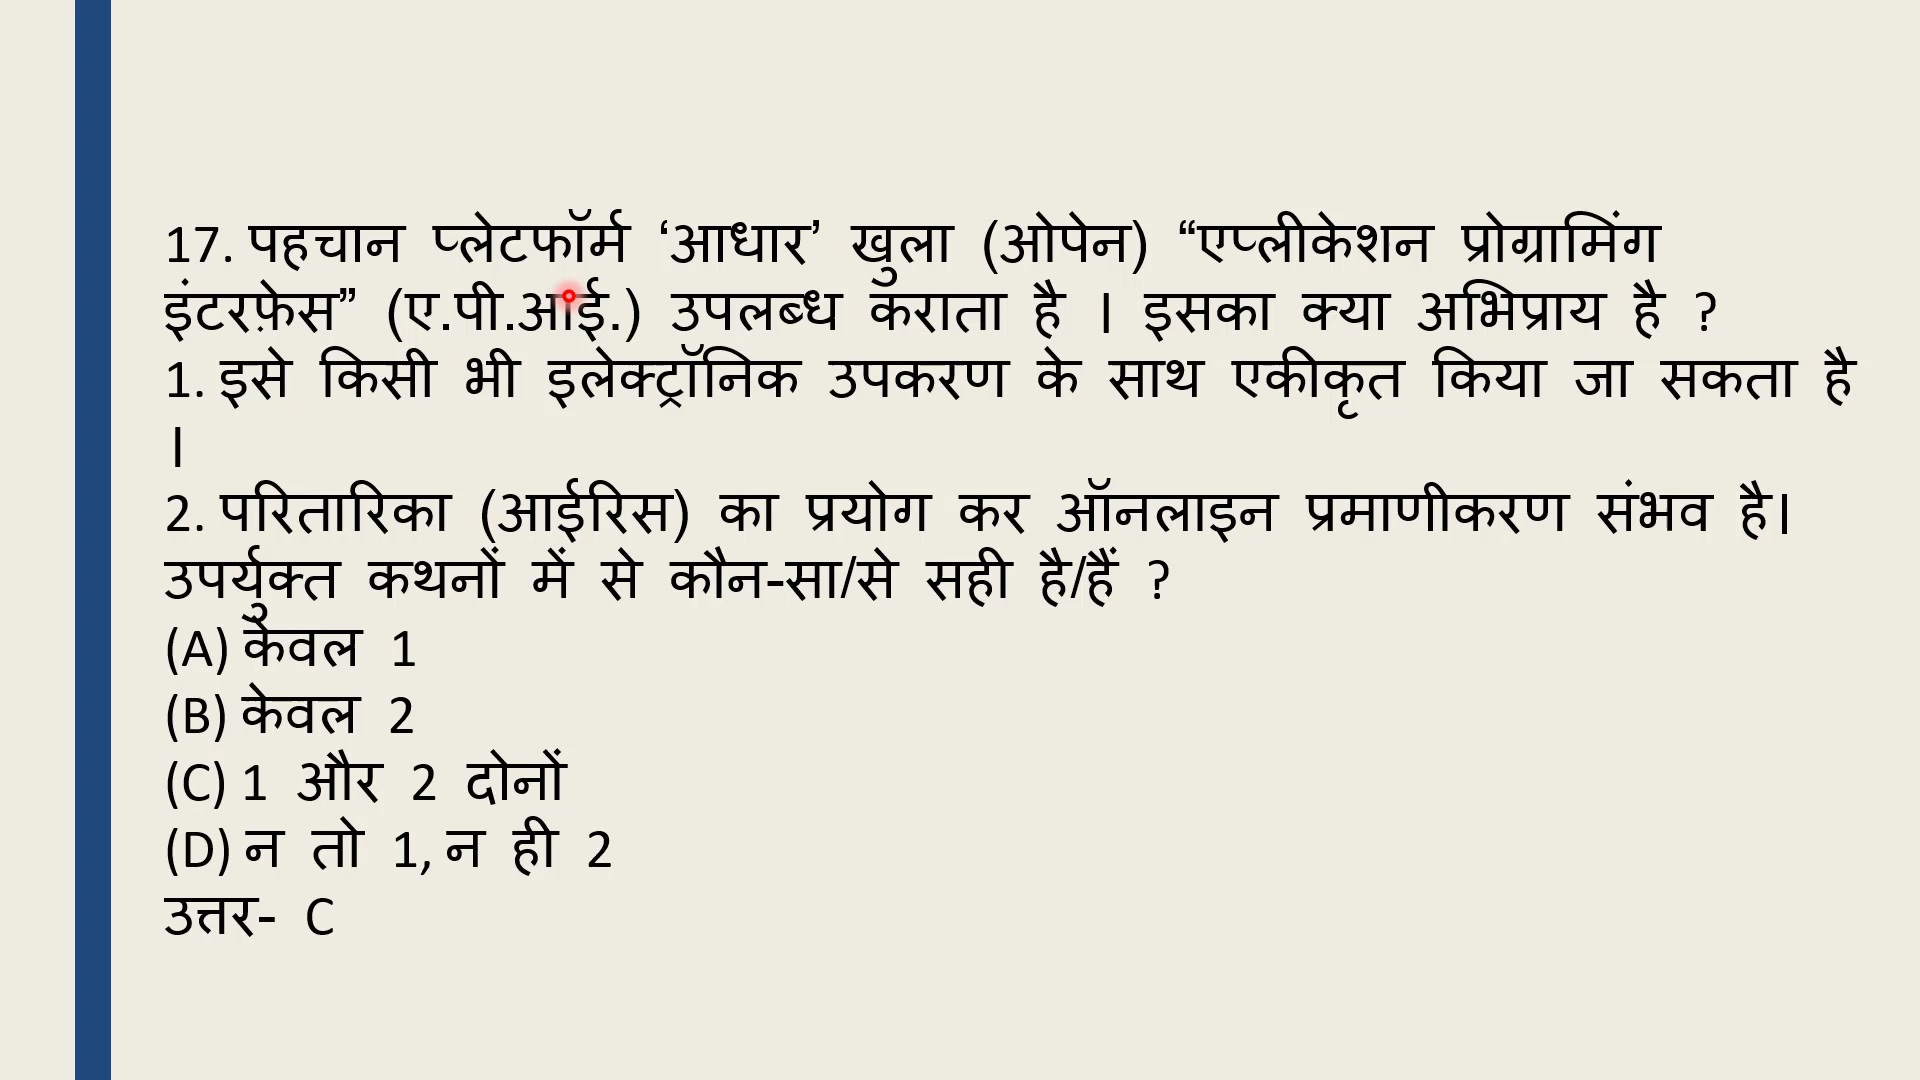 17. पहचान प्लेटफॉर्म ‘आधार’ खुला (ओपेन) “एप्लीकेशन प्रोग्रामिंग
इंटरफ़ेस” (ए.पी.आई.) उपलब्ध कराता है । इसका क्या अभिप्राय है ?
1. इसे किसी भी इलेक्ट्रॉनिक उपकरण के साथ एकीकृत किया जा सकता है
।
2. परितारिका (आईरिस) का प्रयोग कर ऑनलाइन प्रमाणीकरण संभव है।
उपर्युक्त कथनों में से कौन-सा/से सही है/हैं ?
(A) केवल 1
(B) केवल 2
(C) 1 और 2 दोनों
(D) न तो 1, न ही 2
उत्तर- C